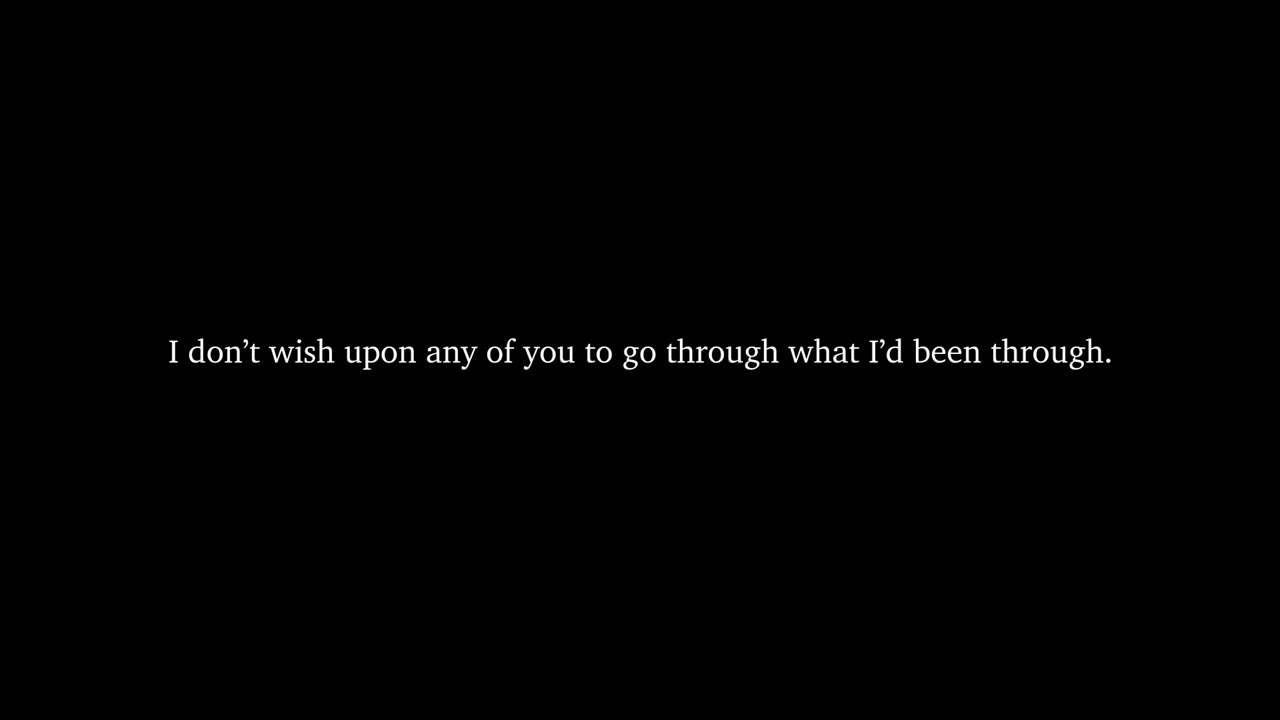 I don’t wish upon any of you to go through what I’d been through.